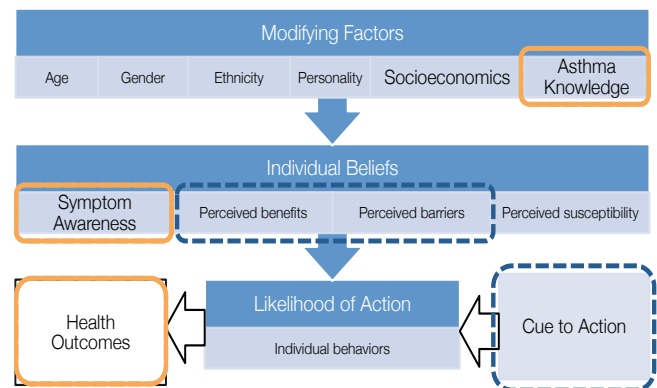 Modifying Factors
Age Gender Ethnicity Personality Socioeconomics Asthma
Knowledge
Individual Beliefs
Symptom
Awareness
Perceived benefits Perceived barriers Perceived susceptibility
Likelihood of Action
Individual behaviors
Health
Outcomes
Cue to Action